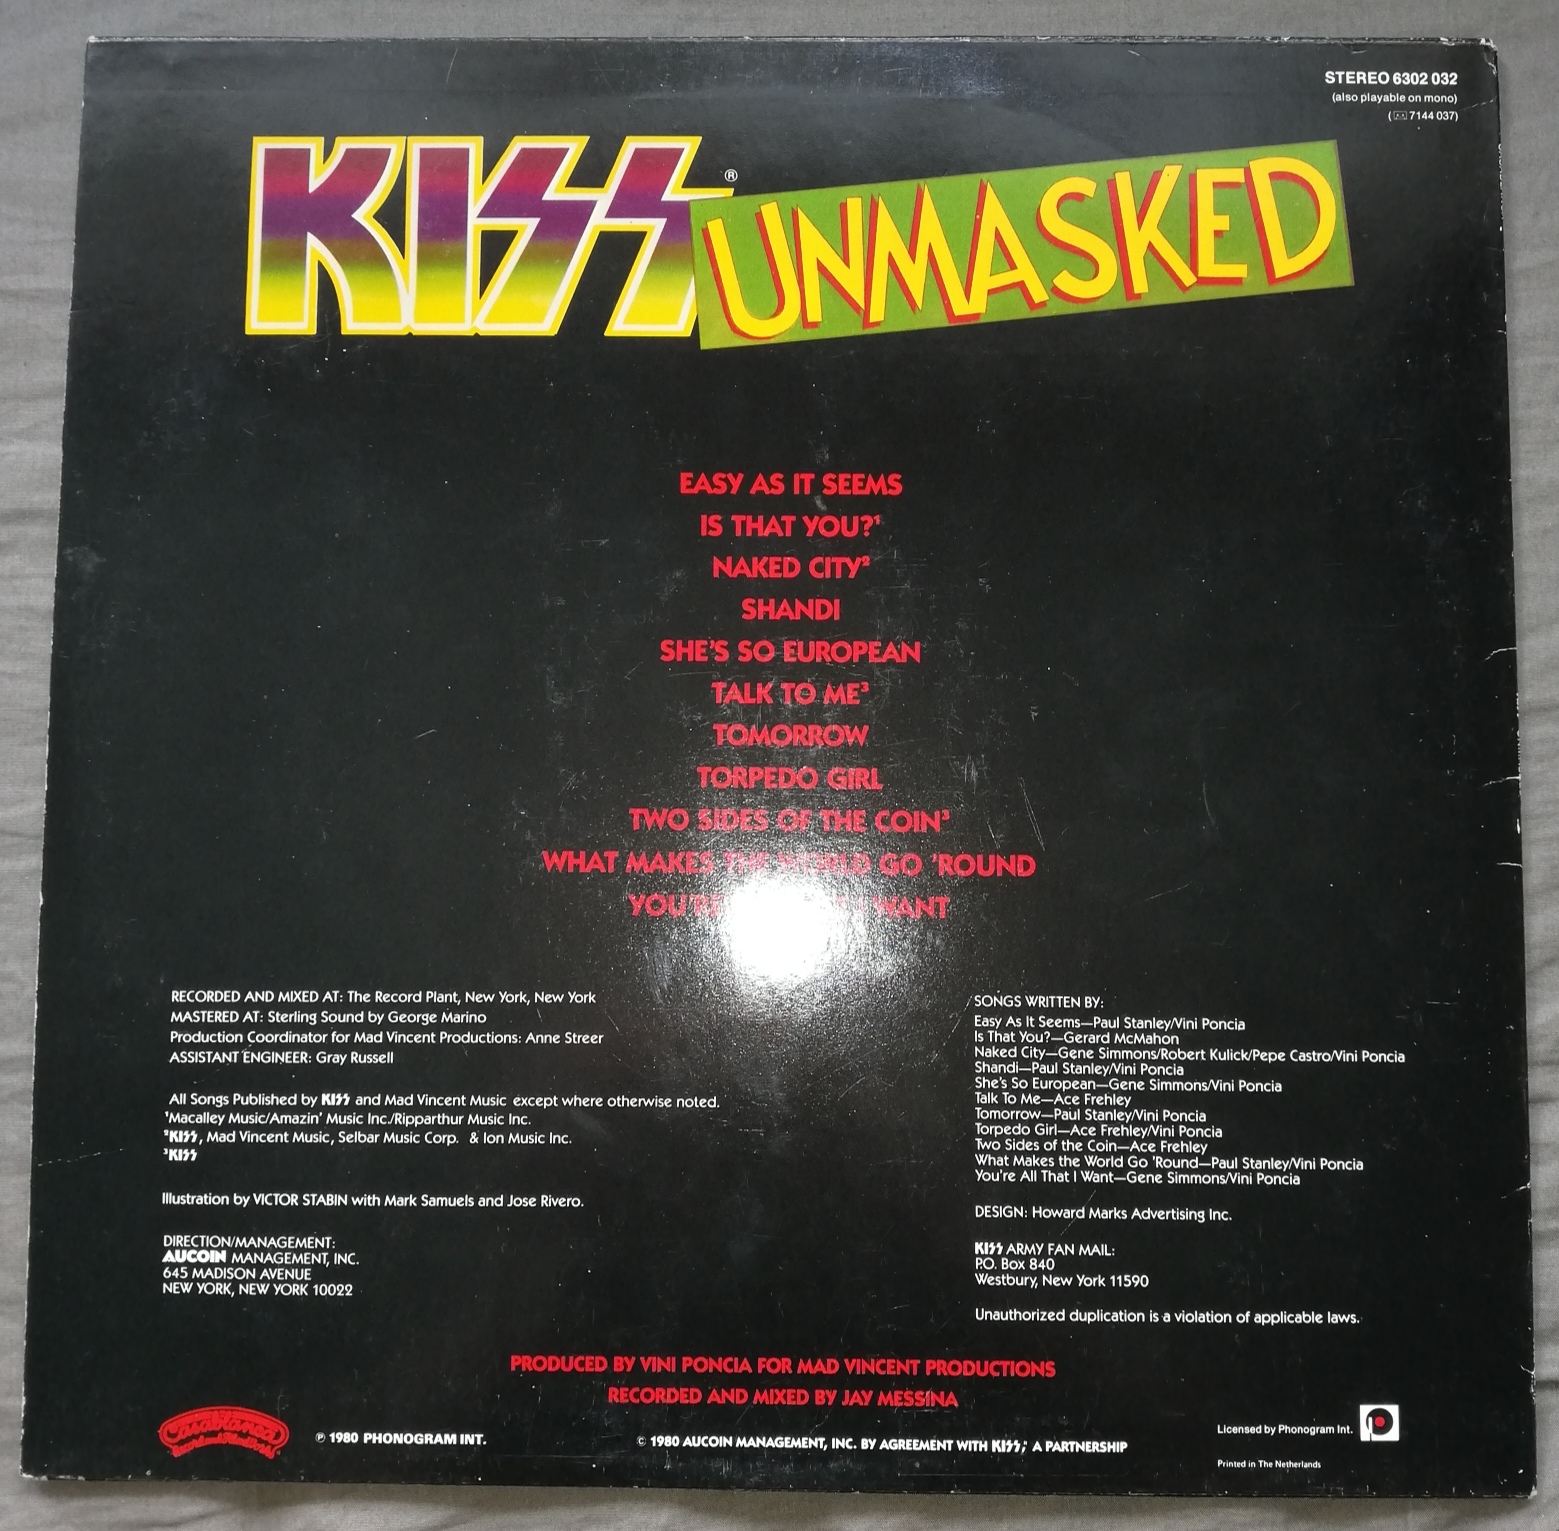 STEREO 6302 032
(also playable on mono)
(7144 037)
KISS®
UNMASKED
EASY AS IT SEEMS
IS THAT YOU?¹
NAKED CITY²
SHANDI
SHE'S SO EUROPEAN
TALK TO ME³
TOMORROW
TORPEDO GIRL
TWO SIDES OF THE COIN³
WHAT MAKES THE WORLD GO 'ROUND
YOU'RE WANT
RECORDED AND MIXED AT: The Record Plant, New York, New York
MASTERED AT: Sterling Sound by George Marino
Production Coordinator for Mad Vincent Productions: Anne Streer
ASSISTANT ENGINEER: Gray Russell
All Songs Published by KISS and Mad Vincent Music except where otherwise noted.
¹Macalley Music/Amazin' Music Inc./Ripparthur Music Inc.
²KISS, Mad Vincent Music, Selbar Music Corp. & Ion Music Inc.
³KISS
Illustration by VICTOR STABIN with Mark Samuels and Jose Rivero.
DIRECTION/MANAGEMENT:
AUCOIN MANAGEMENT, INC.
645 MADISON AVENUE
NEW YORK, NEW YORK 10022
SONGS WRITTEN BY:
Easy As It Seems—Paul Stanley/Vini Poncia
Is That You?—Gerard McMahon
Naked City—Gene Simmons/Robert Kulick/Pepe Castro/Vini Poncia
Shandi—Paul Stanley/Vini Poncia
She's So European—Gene Simmons/Vini Poncia
Talk To Me—Ace Frehley
Tomorrow—Paul Stanley/Vini Poncia
Torpedo Girl—Ace Frehley/Vini Poncia
Two Sides of the Coin—Ace Frehley
What Makes the World Go 'Round—Paul Stanley/Vini Poncia
You're All That I Want—Gene Simmons/Vini Poncia
DESIGN: Howard Marks Advertising Inc.
KISS ARMY FAN MAIL:
P.O. Box 840
Westbury, New York 11590
Unauthorized duplication is a violation of applicable laws.
PRODUCED BY VINI PONCIA FOR MAD VINCENT PRODUCTIONS
RECORDED AND MIXED BY JAY MESSINA
Casablanca
Record and FilmWorks
℗ 1980 PHONOGRAM INT.
© 1980 AUCOIN MANAGEMENT, INC. BY AGREEMENT WITH KISS, A PARTNERSHIP
Licensed by Phonogram Int.
Printed in The Netherlands